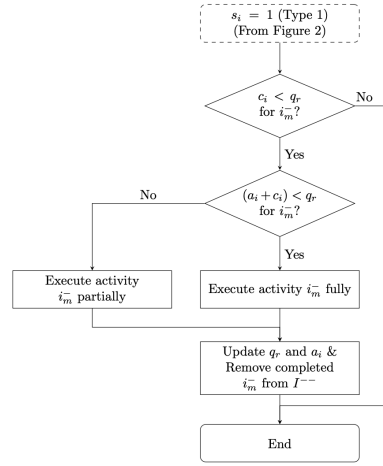 s_i = 1 (Type 1)
(From Figure 2)
c_i < q_r
for i_m^-?
No
Yes
(a_i + c_i) < q_r
for i_m^-?
No
Yes
Execute activity
i_m^- partially
Execute activity i_m^- fully
Update q_r and a_i &
Remove completed
i_m^- from I^{--}
End